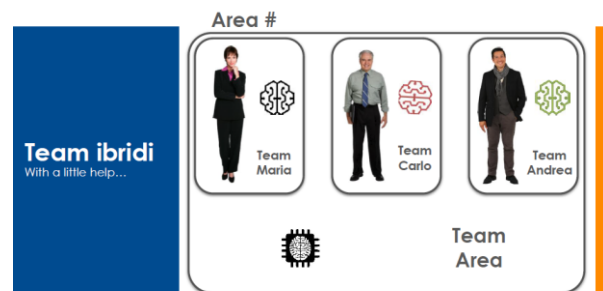 Area #
Team ibridi
With a little help...
Team
Maria
Team
Carlo
Team
Andrea
Team
Area